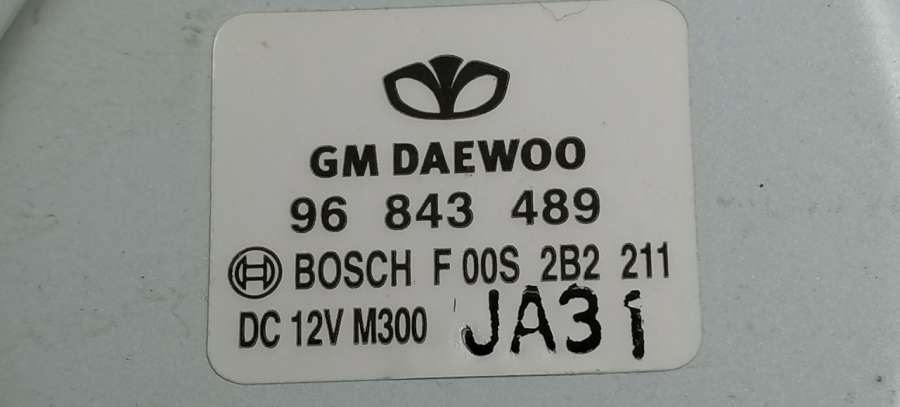 GM DAEWOO
96 843 489
BOSCH F 00S 2B2 211
DC 12V M300 JA31